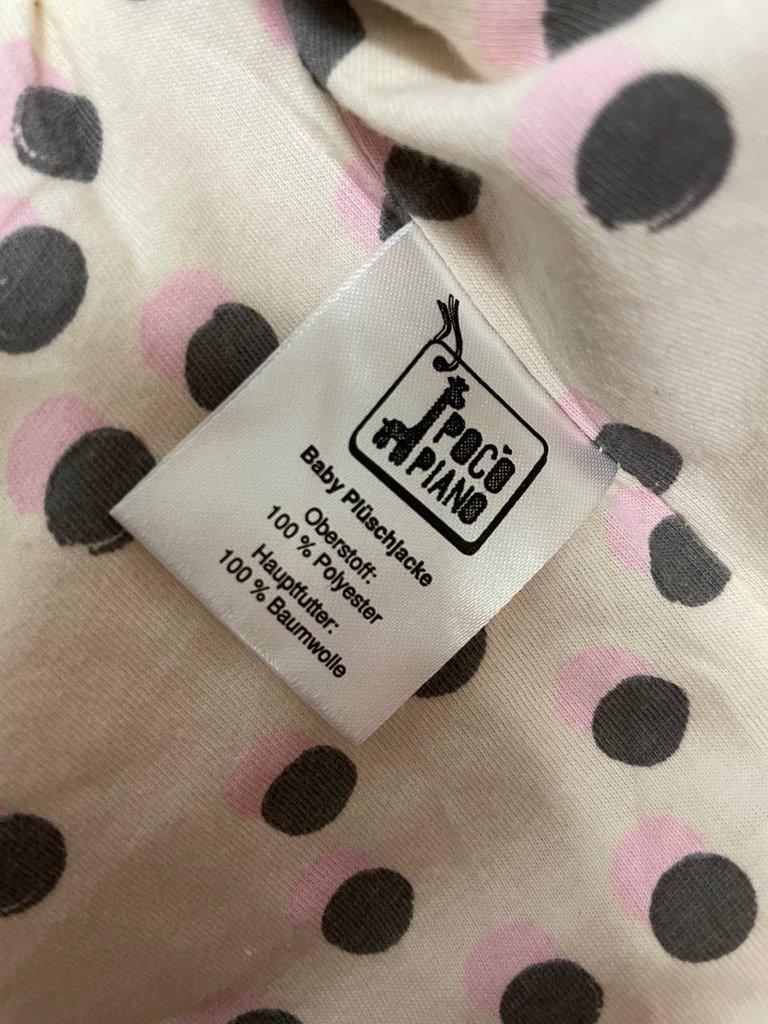 POCO
PIANO
Baby Plüschjacke
Oberstoff:
100 % Polyester
Hauptfutter:
100 % Baumwolle